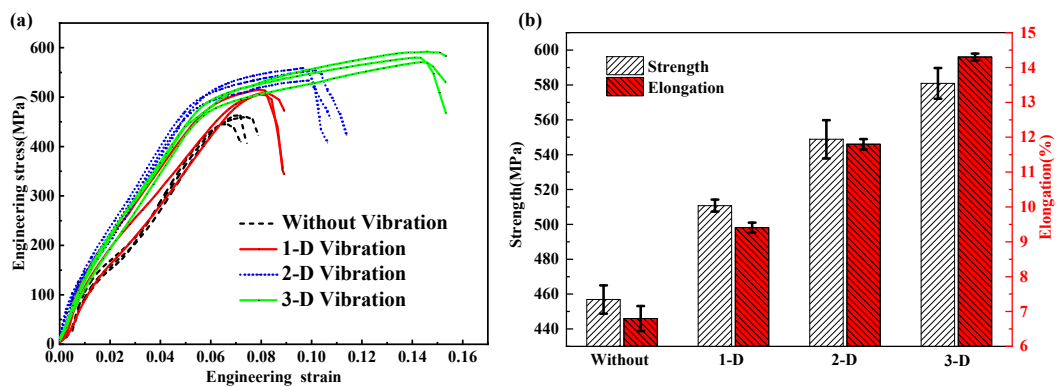 (a)
600
500
400
300
200
100
0
Engineering stress(MPa)
0.00
0.02
0.04
0.06
0.08
0.10
0.12
0.14
0.16
Engineering strain
Without Vibration
1-D Vibration
2-D Vibration
3-D Vibration
(b)
600
580
560
540
520
500
480
460
440
Strength(MPa)
Strength
Elongation
Without
1-D
2-D
3-D
15
14
13
12
11
10
9
8
7
6
Elongation(%)